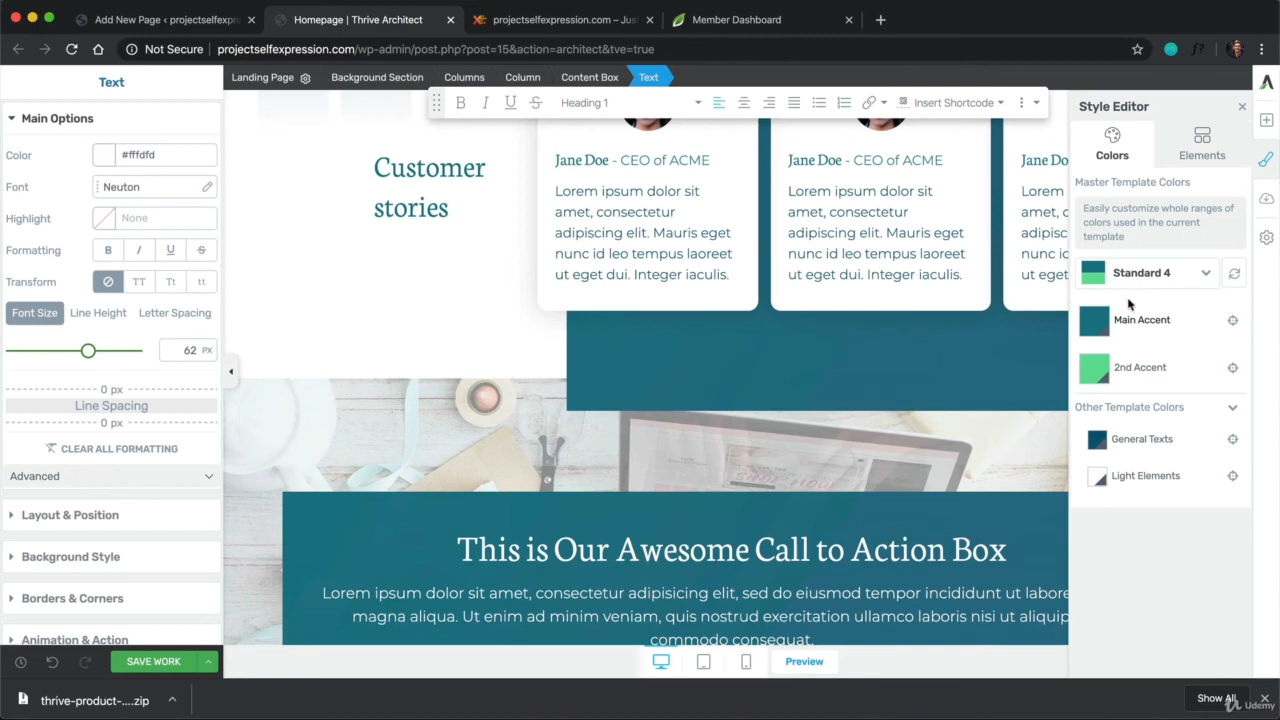 Add New Page ‹ projectselfexpre
Homepage | Thrive Architect
projectselfexpression.com – Jus
Member Dashboard
Not Secure
projectselfexpression.com/wp-admin/post.php?post=15&action=architect&tve=true
Text
Landing Page
Background Section
Columns
Column
Content Box
Text
B
I
U
S
Heading 1
Insert Shortcode
Main Options
Color
#fffdfd
Font
Neuton
Highlight
None
Formatting
B
I
U
S
Transform
TT
Tt
tt
Font Size
Line Height
Letter Spacing
62 PX
0 px
Line Spacing
0 px
CLEAR ALL FORMATTING
Advanced
Layout & Position
Background Style
Borders & Corners
Animation & Action
SAVE WORK
Customer
stories
Jane Doe - CEO of ACME
Lorem ipsum dolor sit
amet, consectetur
adipiscing elit. Mauris eget
nunc id leo tempus laoreet
ut eget dui. Integer iaculis.
Jane Doe - CEO of ACME
Lorem ipsum dolor sit
amet, consectetur
adipiscing elit. Mauris eget
nunc id leo tempus laoreet
ut eget dui. Integer iaculis.
Jane D
Lorem
amet, c
adipisc
nunc id
ut eget
SHOP NOW
This is Our Awesome Call to Action Box
Lorem ipsum dolor sit amet, consectetur adipisicing elit, sed do eiusmod tempor incididunt ut labore
magna aliqua. Ut enim ad minim veniam, quis nostrud exercitation ullamco laboris nisi ut aliquip
commodo consequat.
Preview
Style Editor
Colors
Elements
Master Template Colors
Easily customize whole ranges of
colors used in the current
template
Standard 4
Main Accent
2nd Accent
Other Template Colors
General Texts
Light Elements
thrive-product-....zip
Show All
Udemy